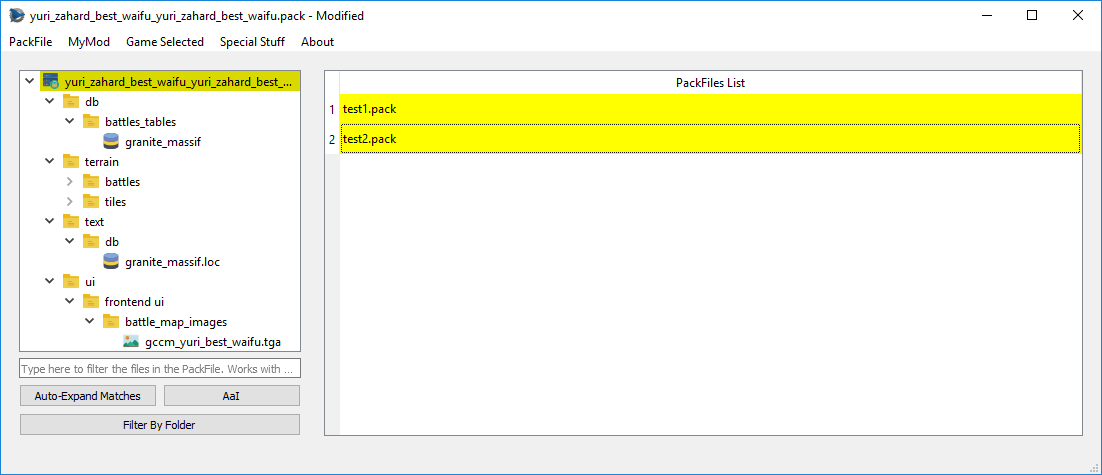 yuri_zahard_best_waifu_yuri_zahard_best_waifu.pack - Modified
PackFile MyMod Game Selected Special Stuff About
yuri_zahard_best_waifu_yuri_zahard_best_...
db
battles_tables
granite_massif
terrain
battles
tiles
text
db
granite_massif.loc
ui
frontend ui
battle_map_images
gccm_yuri_best_waifu.tga
Type here to filter the files in the PackFile. Works with ...
Auto-Expand Matches AaI
Filter By Folder
PackFiles List
1 test1.pack
2 test2.pack